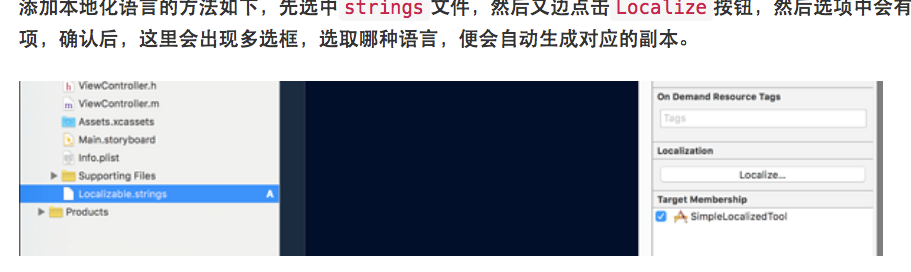 添加本地化语言的方法如下，先选中 strings 文件，然后又边点击 Localize 按钮，然后选项中会有
项，确认后，这里会出现多选框，选取哪种语言，便会自动生成对应的副本。
h ViewController.h
m ViewController.m
Assets.xcassets
Main.storyboard
Info.plist
Supporting Files
Localizable.strings A
Products
On Demand Resource Tags
Tags
Localization
Localize...
Target Membership
SimpleLocalizedTool